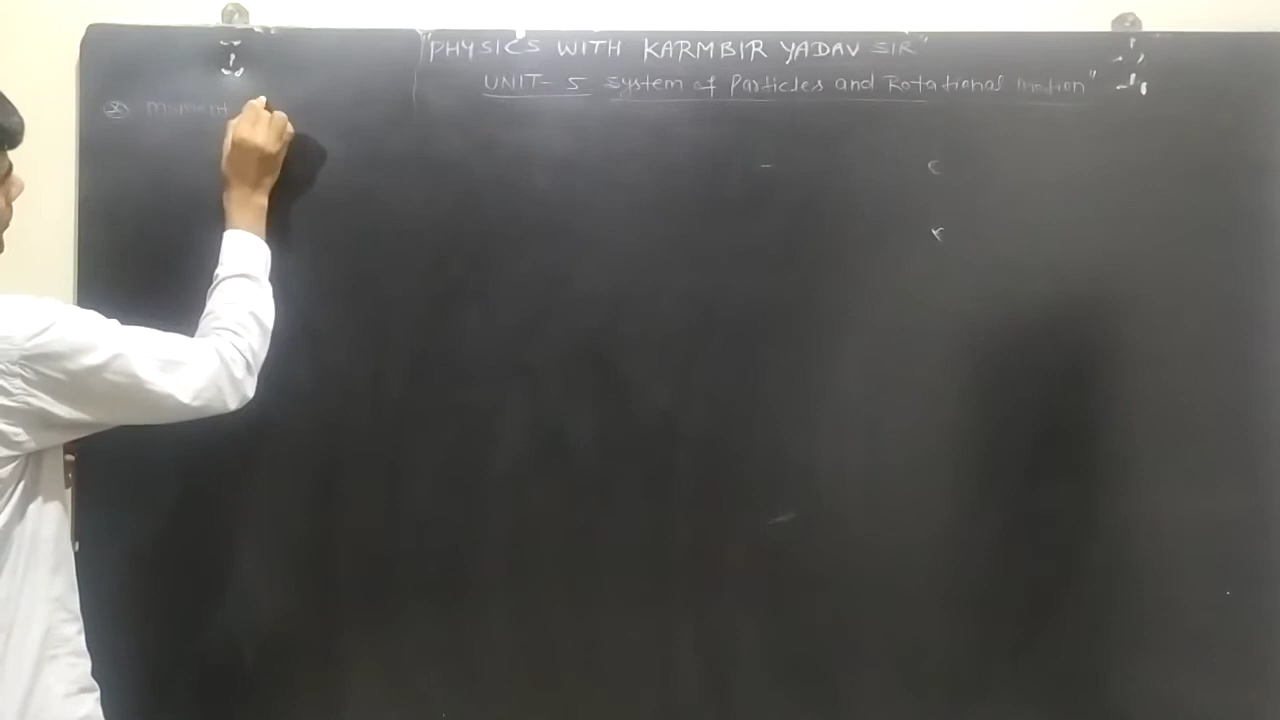 "PHYSICS WITH KARMBIR YADAV SIR"
UNIT-5 System of Particles and Rotational motion"
Moment